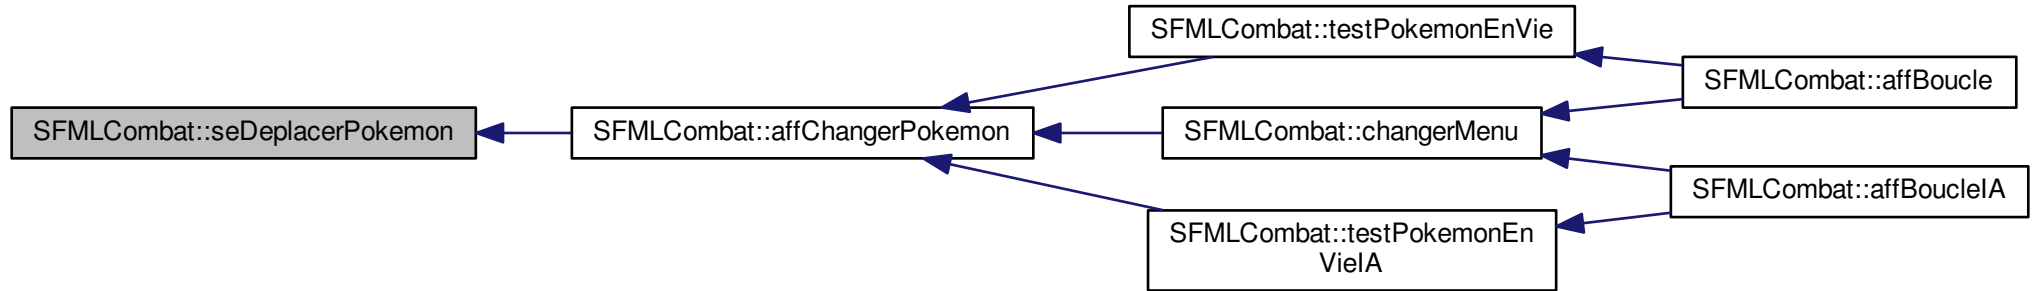 SFMLCombat::seDeplacerPokemon
SFMLCombat::affChangerPokemon
SFMLCombat::testPokemonEnVie
SFMLCombat::changerMenu
SFMLCombat::testPokemonEn
VieIA
SFMLCombat::affBoucle
SFMLCombat::affBoucleIA